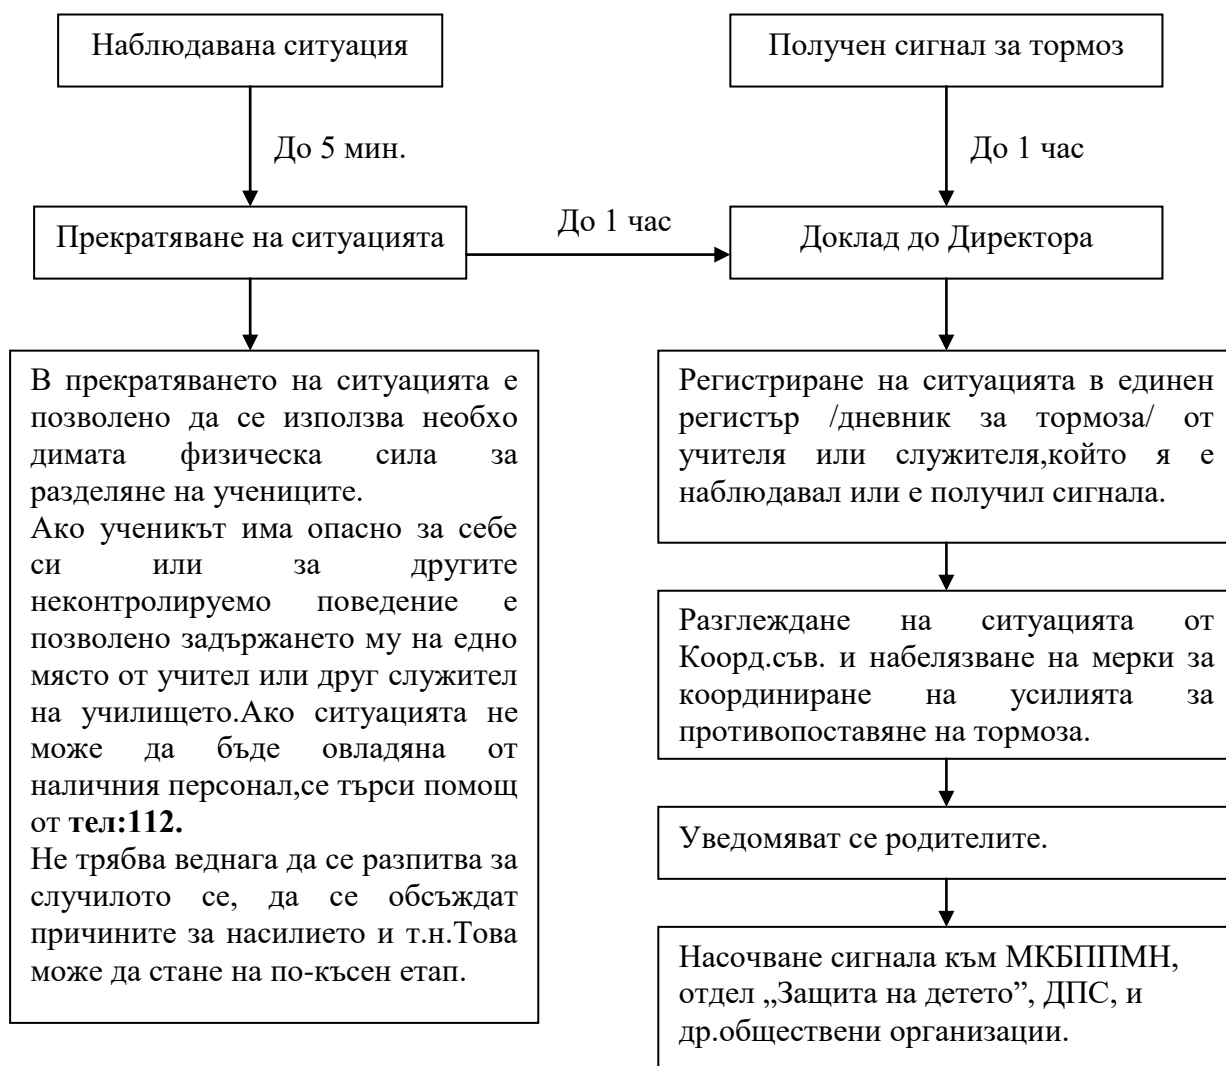 Наблюдавана ситуация
Получен сигнал за тормоз
До 5 мин.
До 1 час
Прекратяване на ситуацията
До 1 час
Доклад до Директора
В прекратяването на ситуацията е
позволено да се използва необхо
димата физическа сила за
разделяне на учениците.
Ако ученикът има опасно за себе
си или за другите
неконтролируемо поведение е
позволено задържането му на едно
място от учител или друг служител
на училището.Ако ситуацията не
може да бъде овладяна от
наличния персонал,се търси помощ
от тел:112.
Не трябва веднага да се разпитва за
случилото се, да се обсъждат
причините за насилието и т.н.Това
може да стане на по-късен етап.
Регистриране на ситуацията в единен
регистър /дневник за тормоза/ от
учителя или служителя,който я е
наблюдавал или е получил сигнала.
Разглеждане на ситуацията от
Коорд.съв. и набелязване на мерки за
координиране на усилията за
противопоставяне на тормоза.
Уведомяват се родителите.
Насочване сигнала към МКБППМН,
отдел „Защита на детето”, ДПС, и
др.обществени организации.